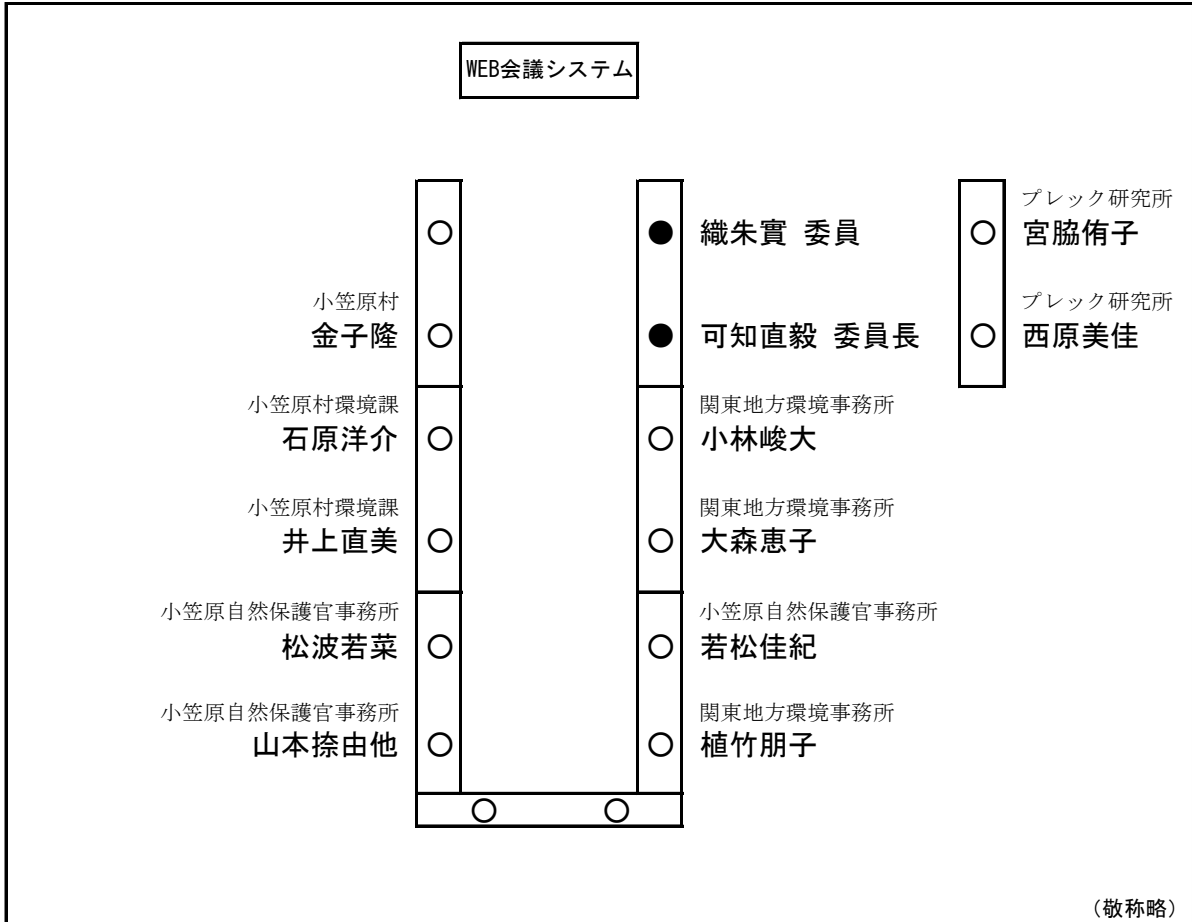 WEB会議システム
小笠原村
金子隆
小笠原村環境課
石原洋介
小笠原村環境課
井上直美
小笠原自然保護官事務所
松波若菜
小笠原自然保護官事務所
山本捺由他
織朱實 委員
可知直毅 委員長
関東地方環境事務所
小林峻大
関東地方環境事務所
大森恵子
小笠原自然保護官事務所
若松佳紀
関東地方環境事務所
植竹朋子
プレック研究所
宮脇侑子
プレック研究所
西原美佳
(敬称略)